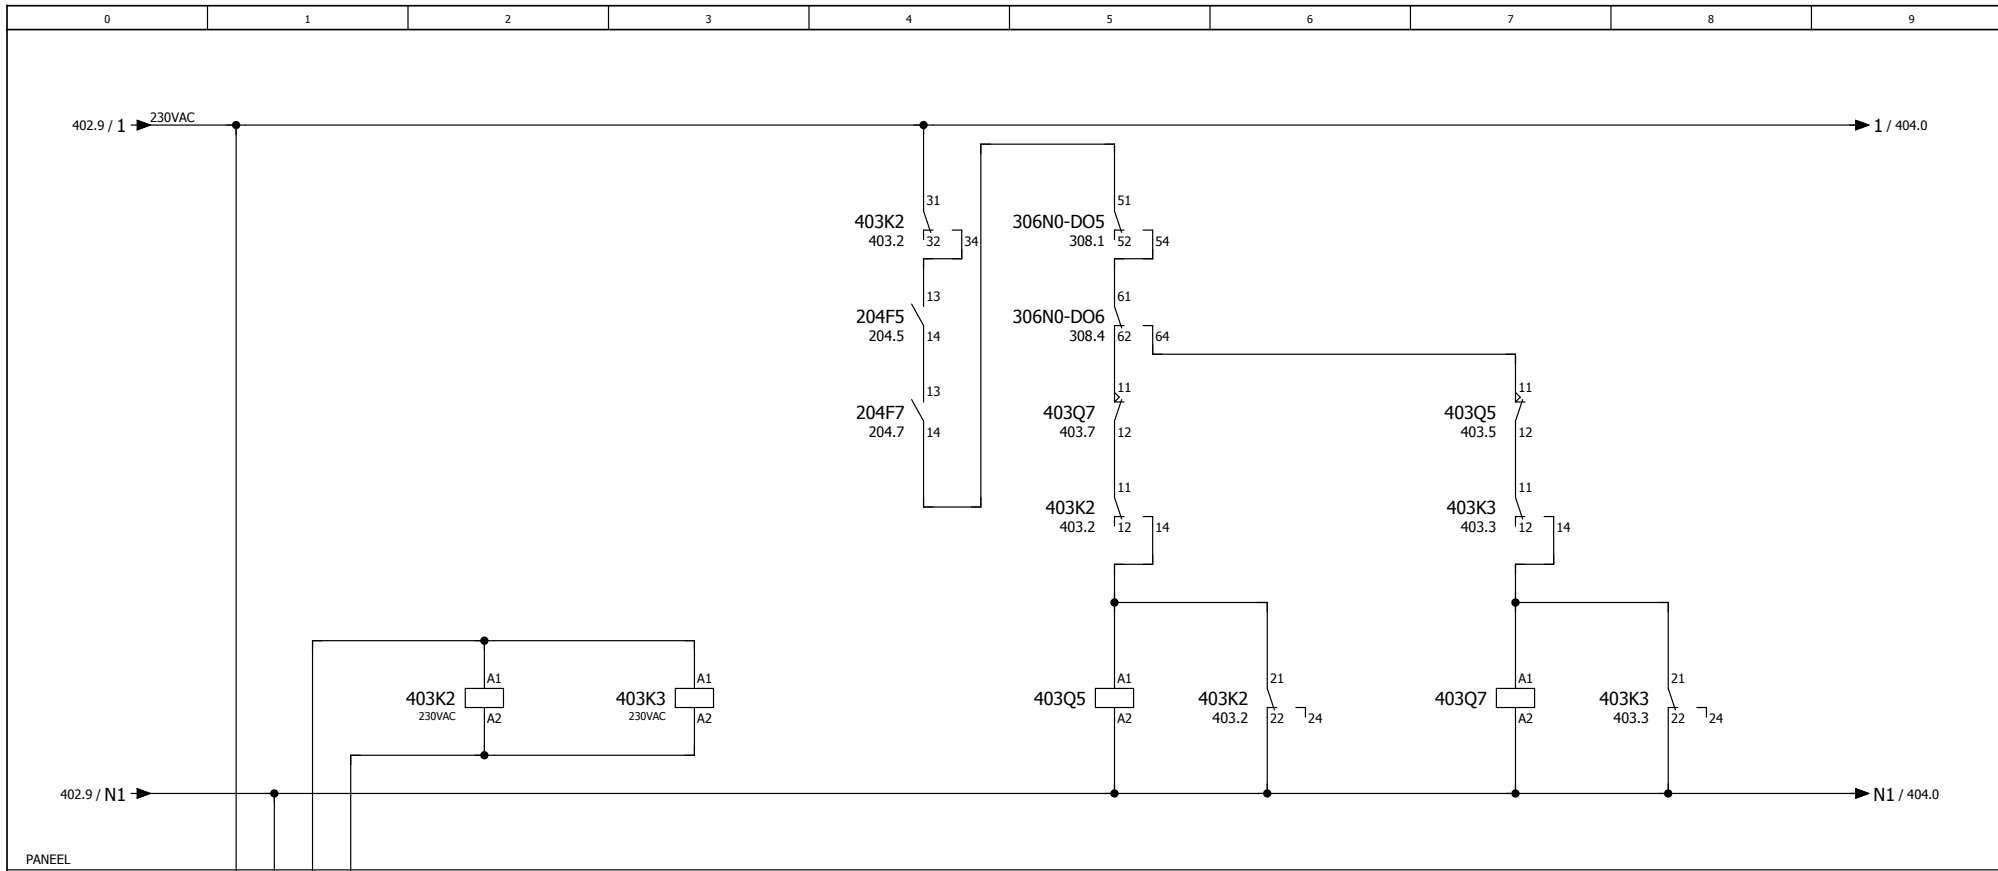 0 1 2 3 4 5 6 7 8 9
402.9 / 1 230VAC 1 / 404.0
31 51
403K2 306N0-DO5
403.2 32 34 308.1 52 54
13 61
204F5 306N0-DO6
204.5 14 308.4 62 64
13 11 11
204F7 403Q7 403Q5
204.7 14 403.7 12 403.5 12
11 11
403K2 403K3
403.2 12 14 403.3 12 14
A1 A1 A1 21 A1 21
403K2 403K3 403Q5 403K2 403Q7 403K3
230VAC A2 230VAC A2 A2 403.2 22 24 A2 403.3 22 24
402.9 / N1 N1 / 404.0
PANEEL